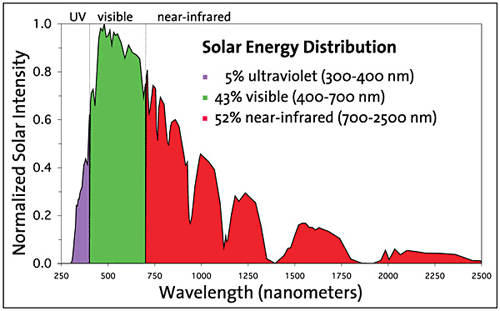 UV visible near-infrared
Solar Energy Distribution
5% ultraviolet (300-400 nm)
43% visible (400-700 nm)
52% near-infrared (700-2500 nm)
Normalized Solar Intensity
1.0
0.8
0.6
0.4
0.2
0.0
250 500 750 1000 1250 1500 1750 2000 2250 2500
Wavelength (nanometers)